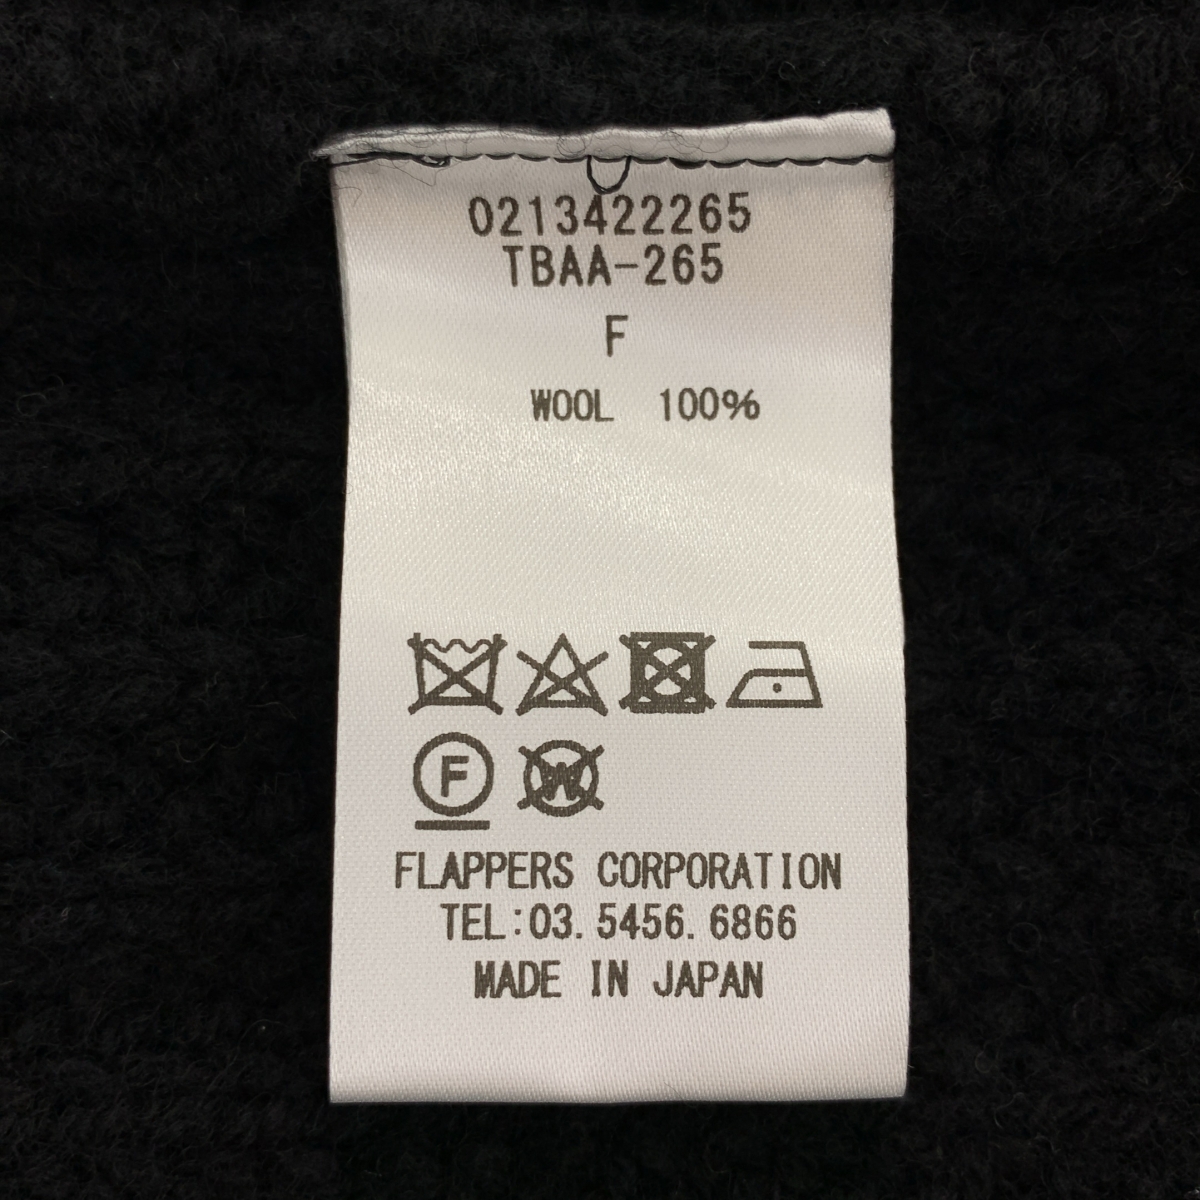 0213422265
TBAA-265
F
WOOL 100%
F
W
FLAPPERS CORPORATION
TEL:03.5456.6866
MADE IN JAPAN